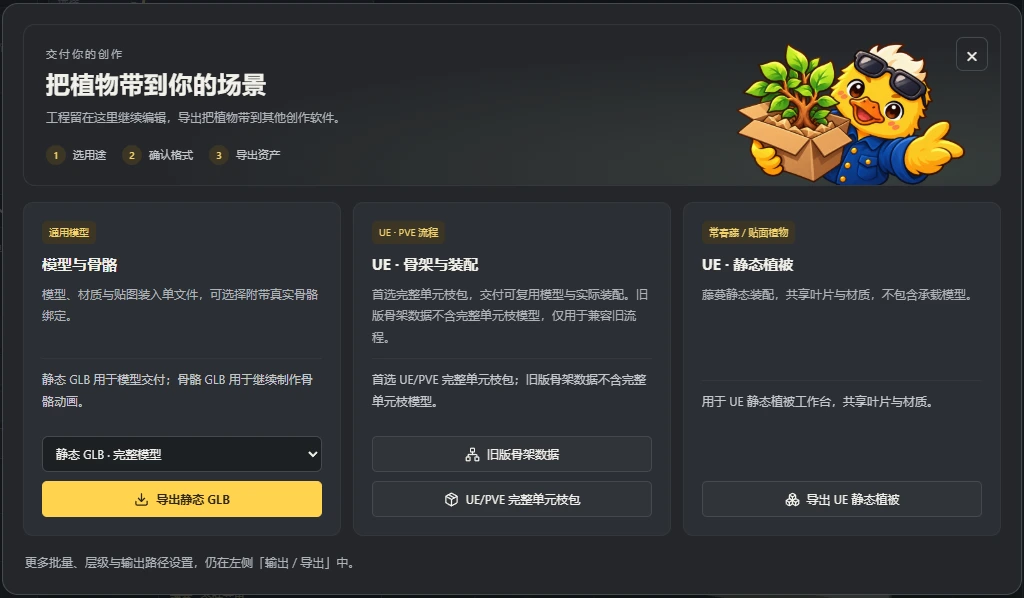 交付你的创作
把植物带到你的场景
工程留在这里继续编辑，导出把植物带到其他创作软件。
1 选用途 2 确认格式 3 导出资产
通用模型
模型与骨骼
模型、材质与贴图装入单文件，可选择附带真实骨骼
绑定。
静态 GLB 用于模型交付；骨骼 GLB 用于继续制作骨
骼动画。
静态 GLB · 完整模型
导出静态 GLB
UE · PVE 流程
UE · 骨架与装配
首选完整单元枝包，交付可复用模型与实际装配。旧
版骨架数据不含完整单元枝模型，仅用于兼容旧流
程。
首选 UE/PVE 完整单元枝包；旧版骨架数据不含完整
单元枝模型。
旧版骨架数据
UE/PVE 完整单元枝包
常春藤 / 贴面植物
UE · 静态植被
藤蔓静态装配，共享叶片与材质，不包含承载模型。
用于 UE 静态植被工作台，共享叶片与材质。
导出 UE 静态植被
更多批量、层级与输出路径设置，仍在左侧「输出 / 导出」中。